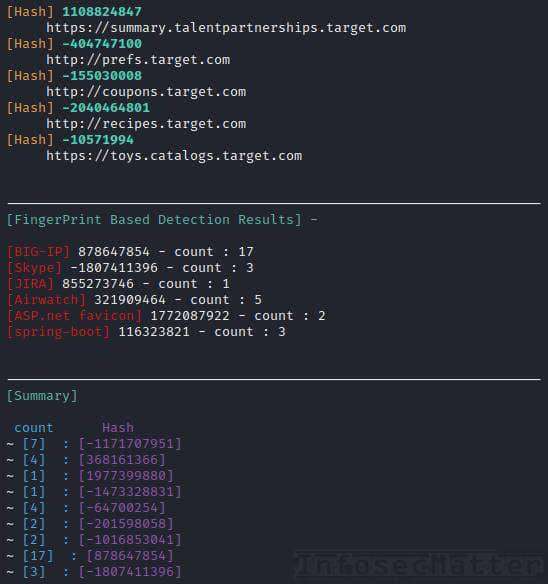 [Hash] 1108824847
https://summary.talentpartnerships.target.com
[Hash] -404747100
http://prefs.target.com
[Hash] -155030008
http://coupons.target.com
[Hash] -2040464801
http://recipes.target.com
[Hash] -10571994
https://toys.catalogs.target.com
[FingerPrint Based Detection Results] -
[BIG-IP] 878647854 - count : 17
[Skype] -1807411396 - count : 3
[JIRA] 855273746 - count : 1
[Airwatch] 321909464 - count : 5
[ASP.net favicon] 1772087922 - count : 2
[spring-boot] 116323821 - count : 3
[Summary]
count Hash
~ [7] : [-1171707951]
~ [4] : [368161366]
~ [1] : [1977399880]
~ [1] : [-1473328831]
~ [4] : [-64700254]
~ [2] : [-201598058]
~ [2] : [-1016853041]
~ [17] : [878647854]
~ [3] : [-1807411396]
InfosecMatter